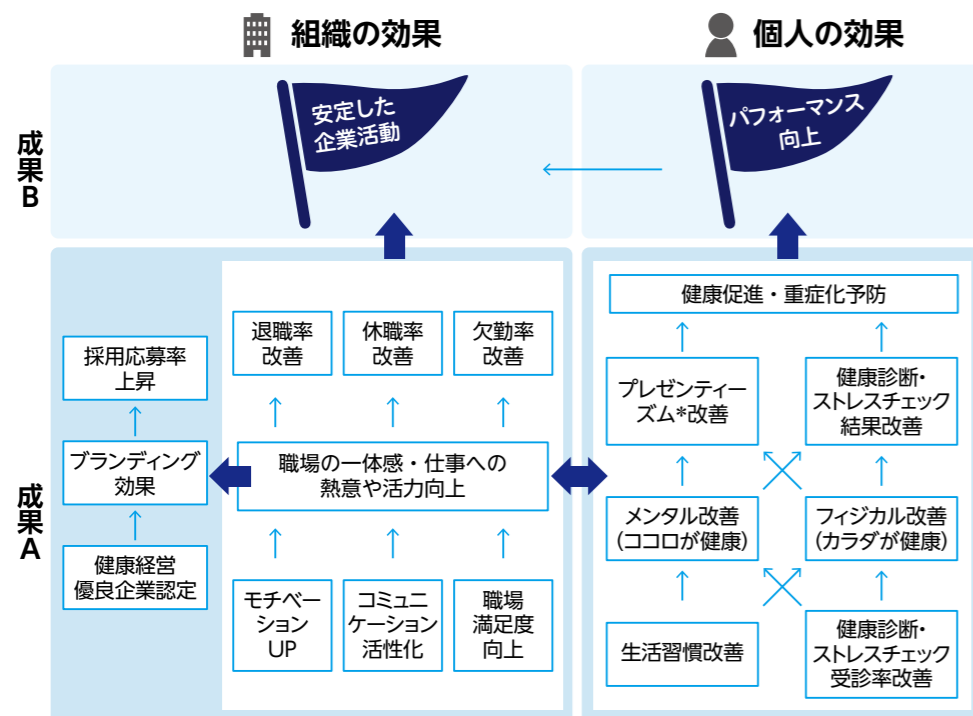 組織の効果
個人の効果
成果B
安定した
企業活動
パフォーマンス
向上
成果A
採用応募率
上昇
ブランディング
効果
健康経営
優良企業認定
退職率
改善
休職率
改善
欠勤率
改善
職場の一体感・仕事への
熱意や活力向上
モチベー
ション
UP
コミュニ
ケーション
活性化
職場
満足度
向上
健康促進・重症化予防
プレゼンティー
ズム*改善
健康診断・
ストレスチェック
結果改善
メンタル改善
(ココロが健康)
フィジカル改善
(カラダが健康)
生活習慣改善
健康診断・
ストレスチェック
受診率改善